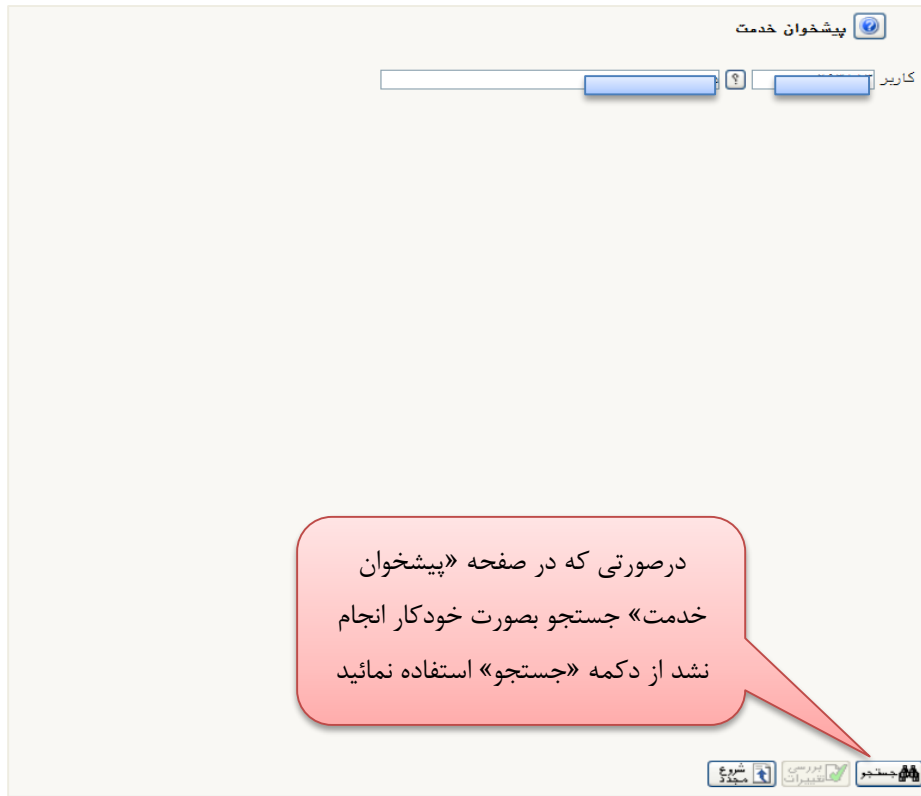 پیشخوان خدمت
کاربر
درصورتی که در صفحه «پیشخوان
خدمت» جستجو بصورت خودکار انجام
نشد از دکمه «جستجو» استفاده نمائید
جستجو
بررسی
تغییرات
شروع
مجدد